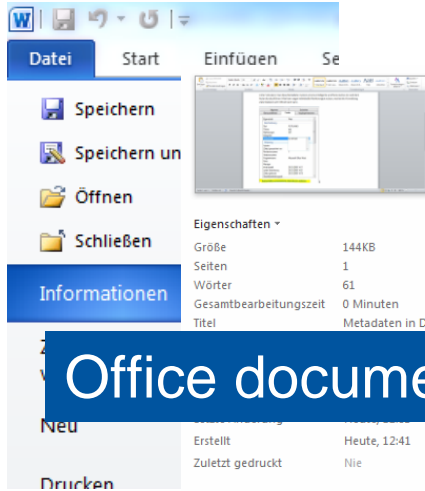 W
Datei Start Einfügen Se
Speichern
Speichern un
Öffnen
Schließen
Informationen
Neu
Drucken
Eigenschaften
Größe 144KB
Seiten 1
Wörter 61
Gesamtbearbeitungszeit 0 Minuten
Titel Metadaten in D
Office docume
Erstellt Heute, 12:41
Zuletzt gedruckt Nie